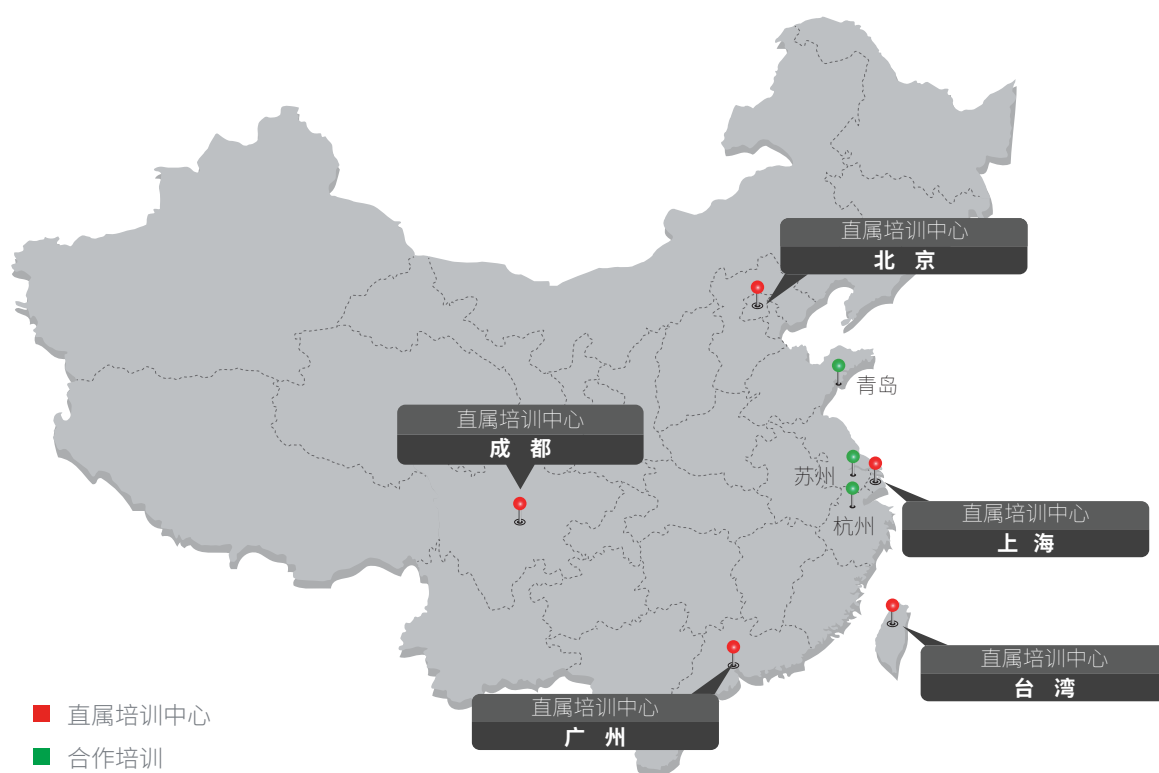 直属培训中心
北 京
青岛
直属培训中心
成 都
苏州
杭州
直属培训中心
上 海
直属培训中心
台 湾
直属培训中心
广 州
直属培训中心
合作培训